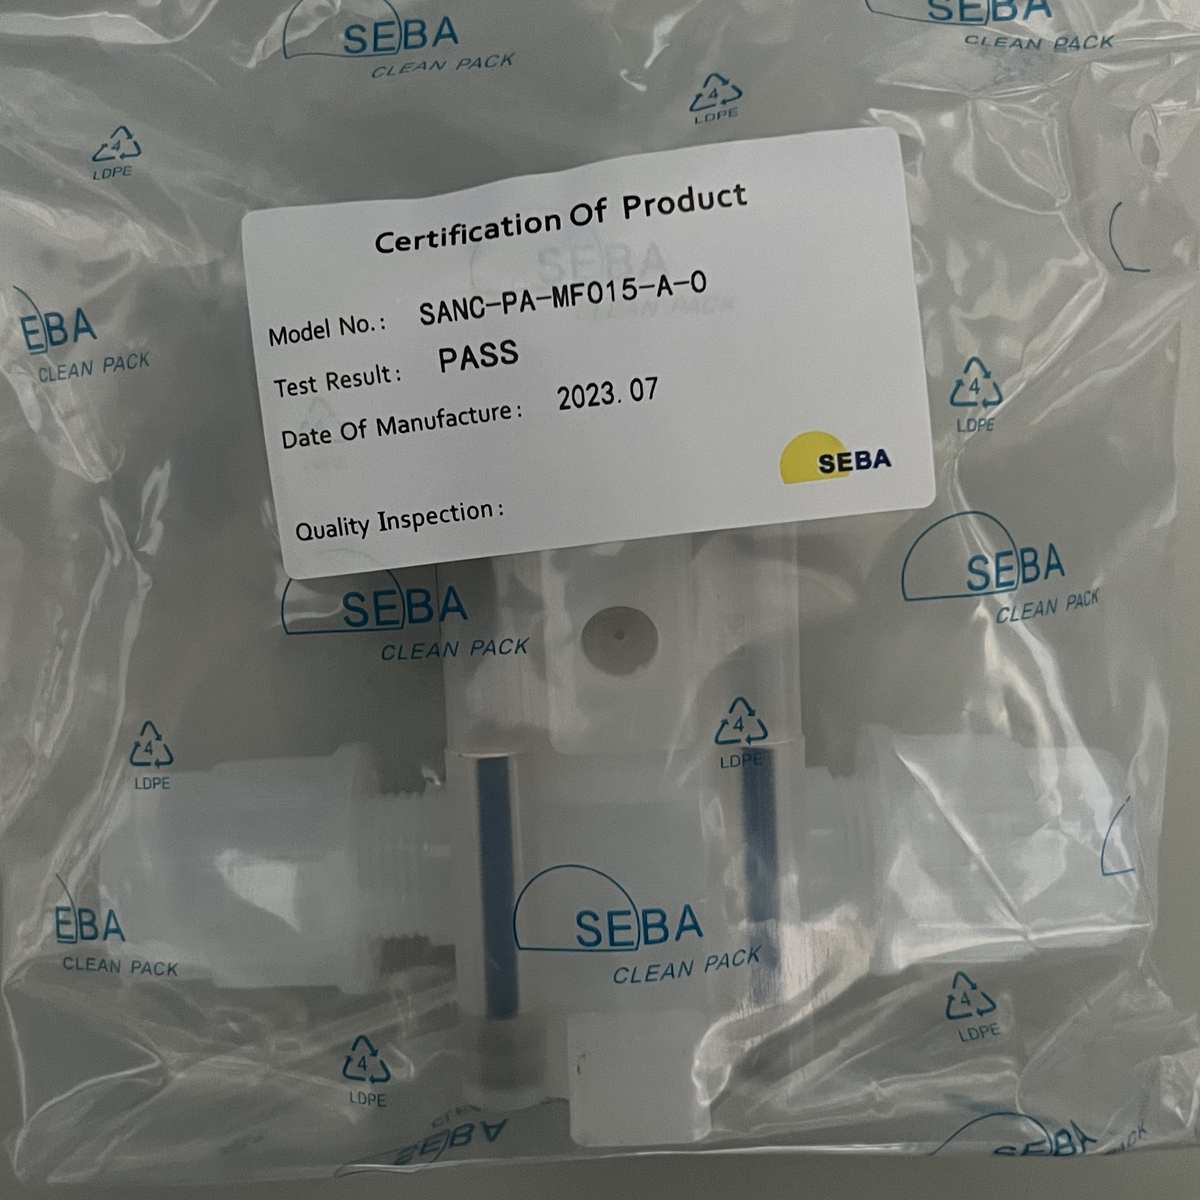 SEBA
CLEAN PACK
SEBA
CLEAN PACK
4
LDPE
4
LDPE
Certification Of Product
Model No.: SANC-PA-MF015-A-0
Test Result: PASS
Date Of Manufacture: 2023. 07
SEBA
Quality Inspection:
EBA
CLEAN PACK
4
LDPE
SEBA
CLEAN PACK
SEBA
CLEAN PACK
4
LDPE
4
LDPE
EBA
CLEAN PACK
SEBA
CLEAN PACK
4
LDPE
4
LDPE
SEBA
SEBA